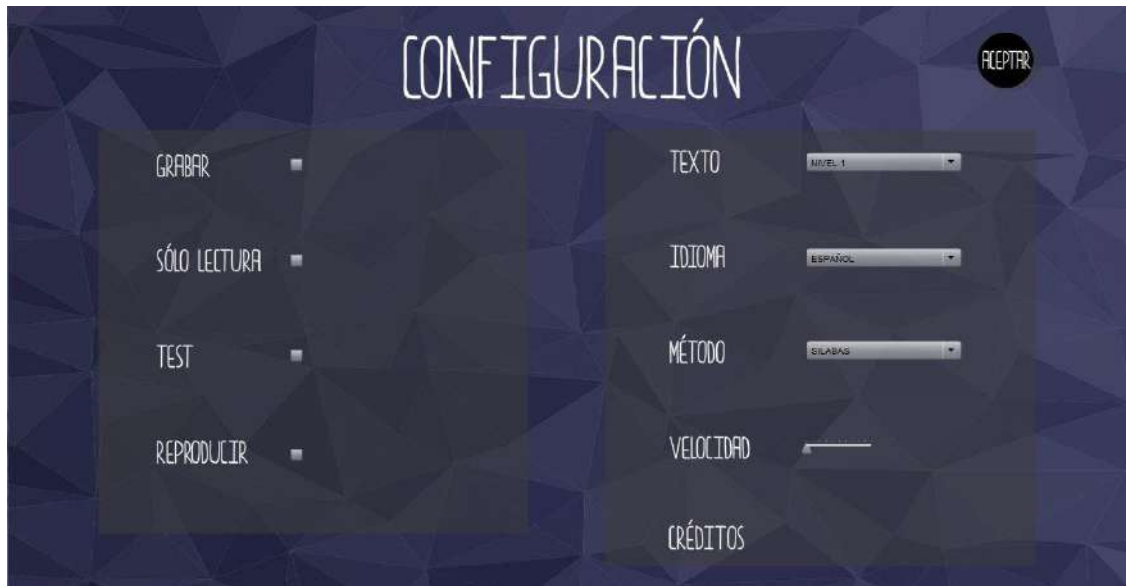 CONFIGURACIÓN
ACEPTAR
GRABAR
SÓLO LECTURA
TEST
REPRODUCIR
TEXTO NIVEL 1
IDIOMA ESPAÑOL
MÉTODO SILABAS
VELOCIDAD
CRÉDITOS